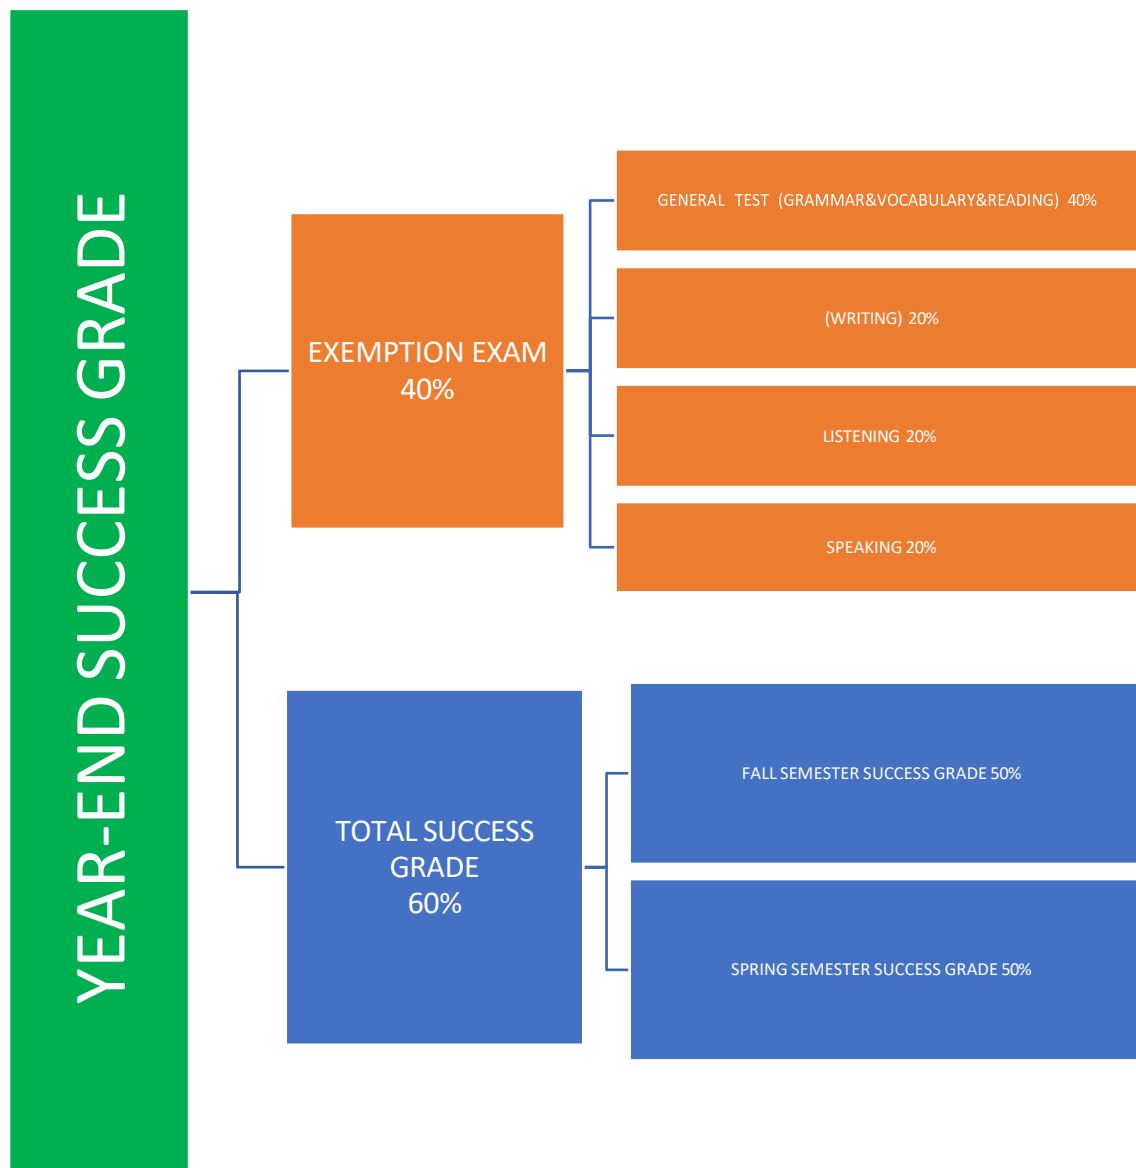 YEAR-END SUCCESS GRADE
EXEMPTION EXAM
40%
GENERAL TEST (GRAMMAR&VOCABULARY&READING) 40%
(WRITING) 20%
LISTENING 20%
SPEAKING 20%
TOTAL SUCCESS
GRADE
60%
FALL SEMESTER SUCCESS GRADE 50%
SPRING SEMESTER SUCCESS GRADE 50%